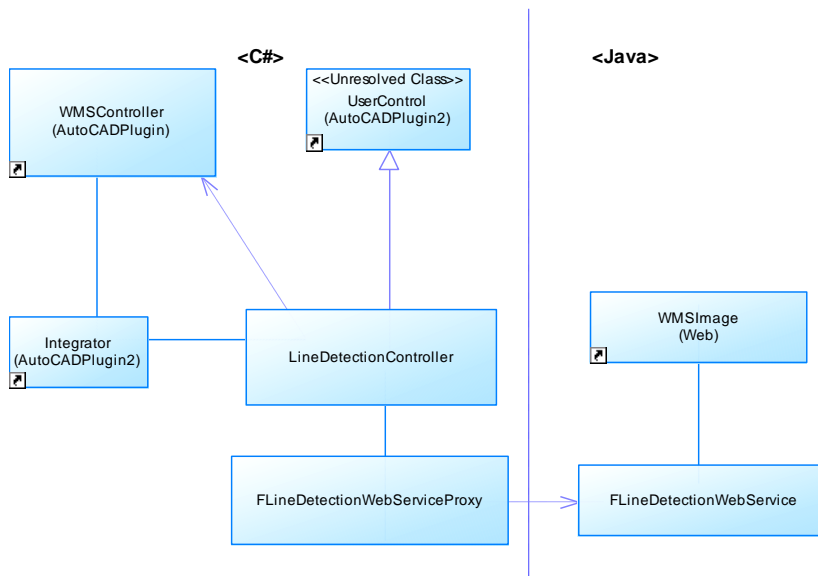 <C#>
<Java>
WMSController
(AutoCADPlugin)
<<Unresolved Class>>
UserControl
(AutoCADPlugin2)
Integrator
(AutoCADPlugin2)
LineDetectionController
WMSImage
(Web)
FLineDetectionWebServiceProxy
FLineDetectionWebService